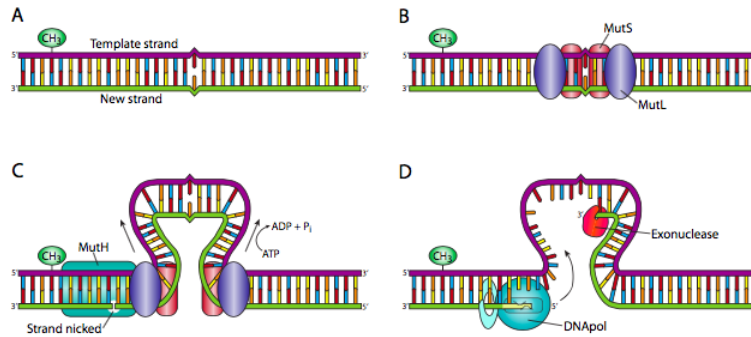 A
CH3
Template strand
5'
3'
3'
5'
New strand
B
CH3
MutS
5'
3'
3'
5'
MutL
C
MutH
CH3
ADP + Pi
ATP
5'
3'
3'
5'
Strand nicked
D
CH3
3'
Exonuclease
5'
3'
3'
5'
5'
DNApol